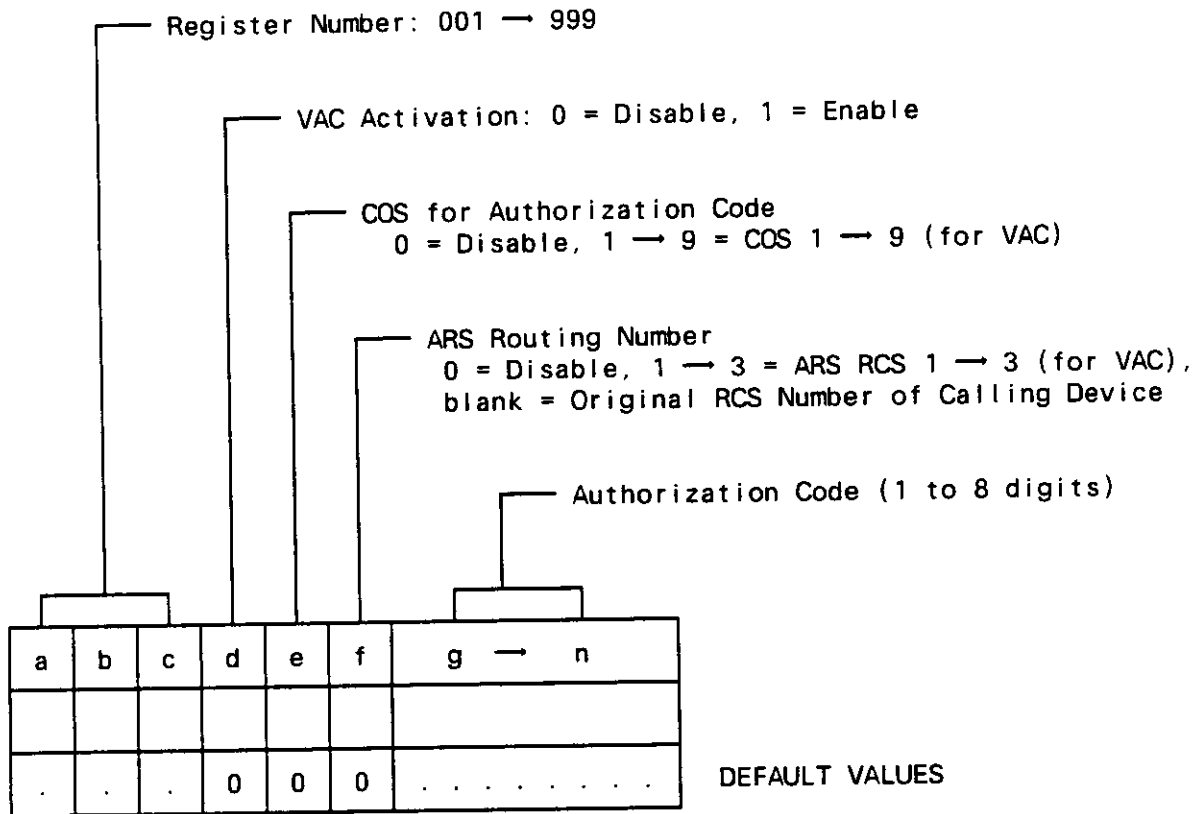 Register Number: 001 → 999
VAC Activation: 0 = Disable, 1 = Enable
COS for Authorization Code
0 = Disable, 1 → 9 = COS 1 → 9 (for VAC)
ARS Routing Number
0 = Disable, 1 → 3 = ARS RCS 1 → 3 (for VAC),
blank = Original RCS Number of Calling Device
Authorization Code (1 to 8 digits)
a b c d e f g → n
. . . 0 0 0 . . . . . . . . DEFAULT VALUES